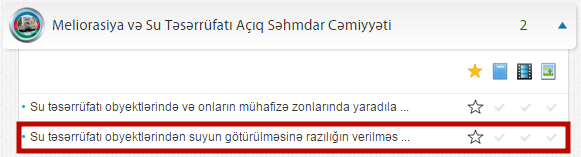 Meliorasiya və Su Təsərrüfatı Açıq Səhmdar Cəmiyyəti 2
Su təsərrüfatı obyektlərində və onların mühafizə zonlarında yaradıla ...
Su təsərrüfatı obyektlərindən suyun götürülməsinə razılığın verilməs ...